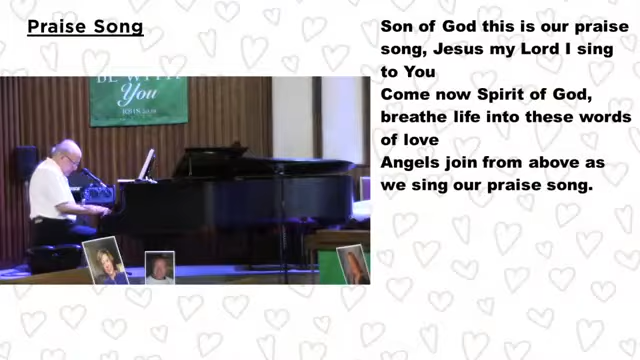 Praise Song
Son of God this is our praise
song, Jesus my Lord I sing
to You
Come now Spirit of God,
breathe life into these words
of love
Angels join from above as
we sing our praise song.
BE WITH
You